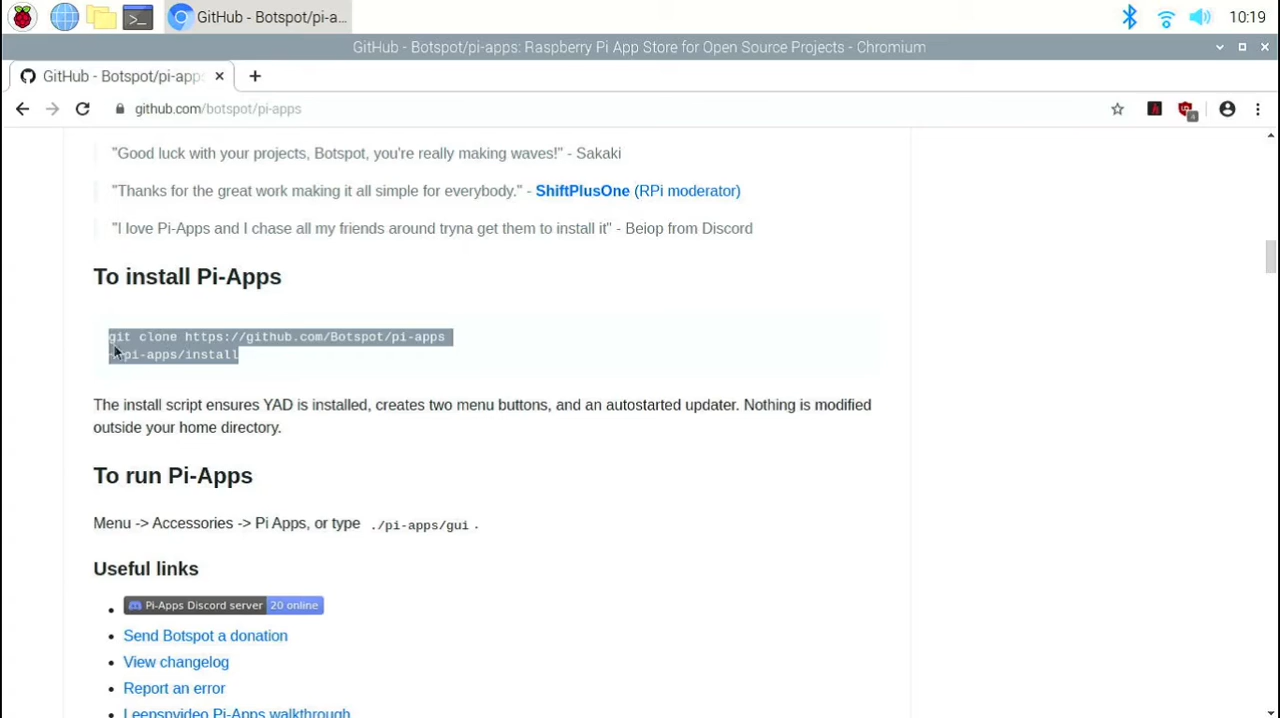 GitHub - Botspot/pi-a...
10:19
GitHub - Botspot/pi-apps: Raspberry Pi App Store for Open Source Projects - Chromium
GitHub - Botspot/pi-apps
github.com/botspot/pi-apps
4
"Good luck with your projects, Botspot, you're really making waves!" - Sakaki
"Thanks for the great work making it all simple for everybody." - ShiftPlusOne (RPi moderator)
"I love Pi-Apps and I chase all my friends around tryna get them to install it" - Beiop from Discord
To install Pi-Apps
git clone https://github.com/Botspot/pi-apps
~/pi-apps/install
The install script ensures YAD is installed, creates two menu buttons, and an autostarted updater. Nothing is modified
outside your home directory.
To run Pi-Apps
Menu -> Accessories -> Pi Apps, or type ./pi-apps/gui .
Useful links
Pi-Apps Discord server 20 online
Send Botspot a donation
View changelog
Report an error
Leepspvideo Pi-Apps walkthrough